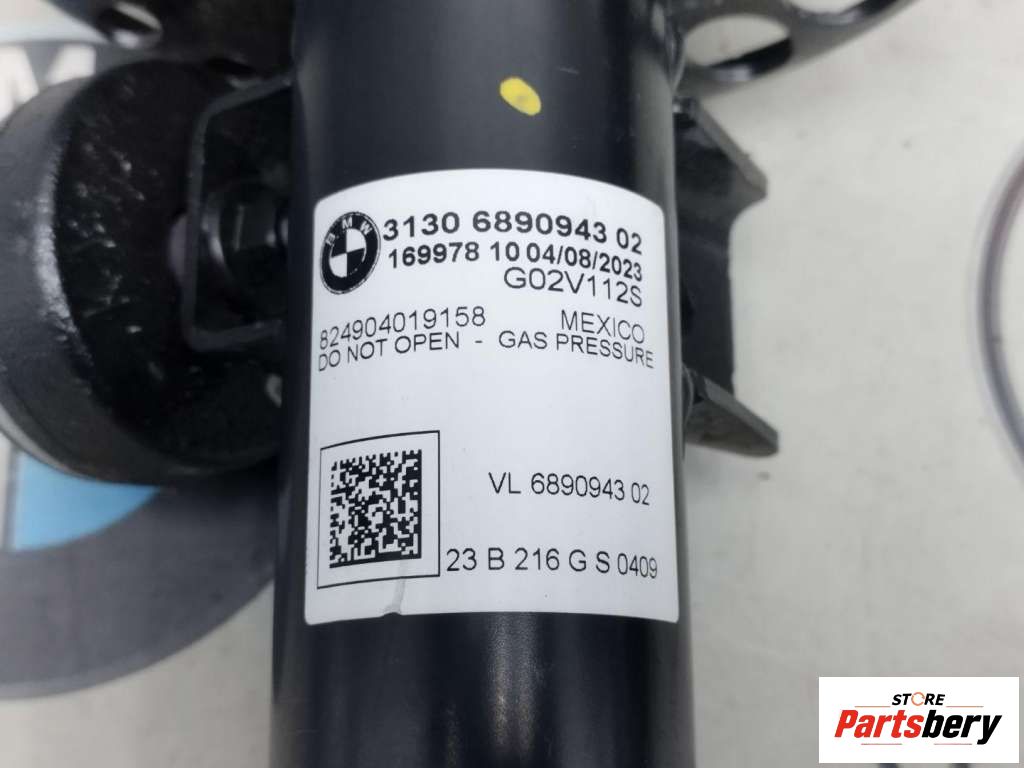 BMW
3130 6890943 02
169978 10 04/08/2023
G02V112S
824904019158 MEXICO
DO NOT OPEN - GAS PRESSURE
VL 6890943 02
23 B 216 G S 0409
STORE
Partsbery